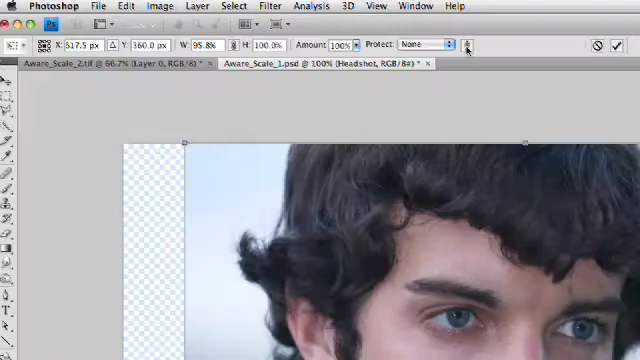 Photoshop File Edit Image Layer Select Filter Analysis 3D View Window Help
Ps
X: 517.5 px Y: 360.0 px W: 95.8% H: 100.0% Amount 100% Protect: None
Aware_Scale_2.tif @ 66.7% (Layer 0, RGB/8) * Aware_Scale_1.psd @ 100% (Headshot, RGB/8#) *